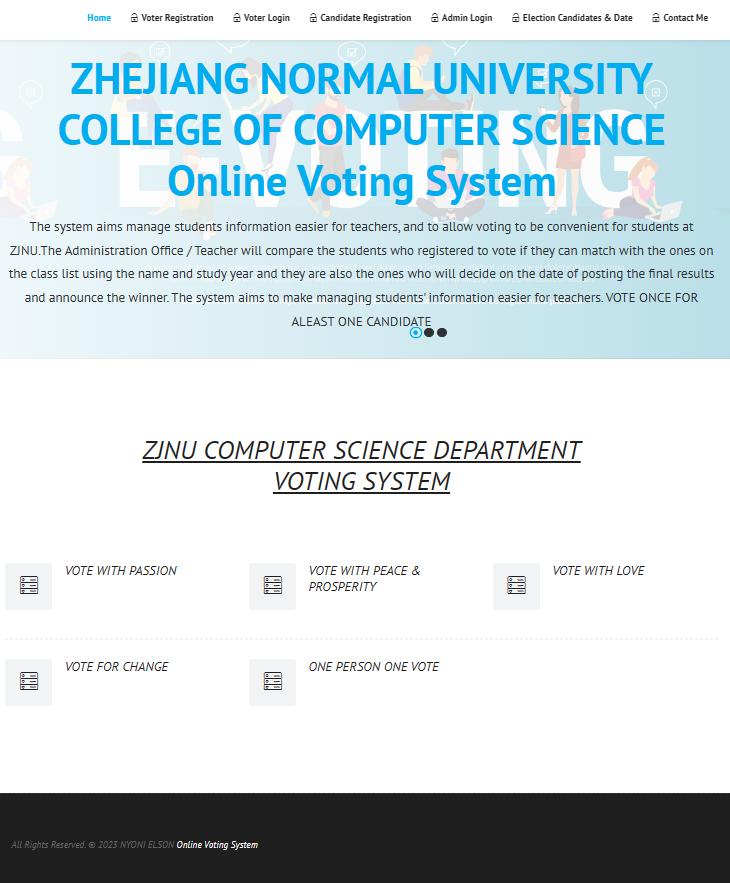 Home Voter Registration Voter Login Candidate Registration Admin Login Election Candidates & Date Contact Me
E-VOTING
ZHEJIANG NORMAL UNIVERSITY
COLLEGE OF COMPUTER SCIENCE
Online Voting System
The system aims manage students information easier for teachers, and to allow voting to be convenient for students at
ZJNU.The Administration Office / Teacher will compare the students who registered to vote if they can match with the ones on
the class list using the name and study year and they are also the ones who will decide on the date of posting the final results
and announce the winner. The system aims to make managing students' information easier for teachers. VOTE ONCE FOR
ALEAST ONE CANDIDATE
ZJNU COMPUTER SCIENCE DEPARTMENT
VOTING SYSTEM
VOTE WITH PASSION
VOTE WITH PEACE &
PROSPERITY
VOTE WITH LOVE
VOTE FOR CHANGE
ONE PERSON ONE VOTE
All Rights Reserved. © 2023 NYONI ELSON Online Voting System